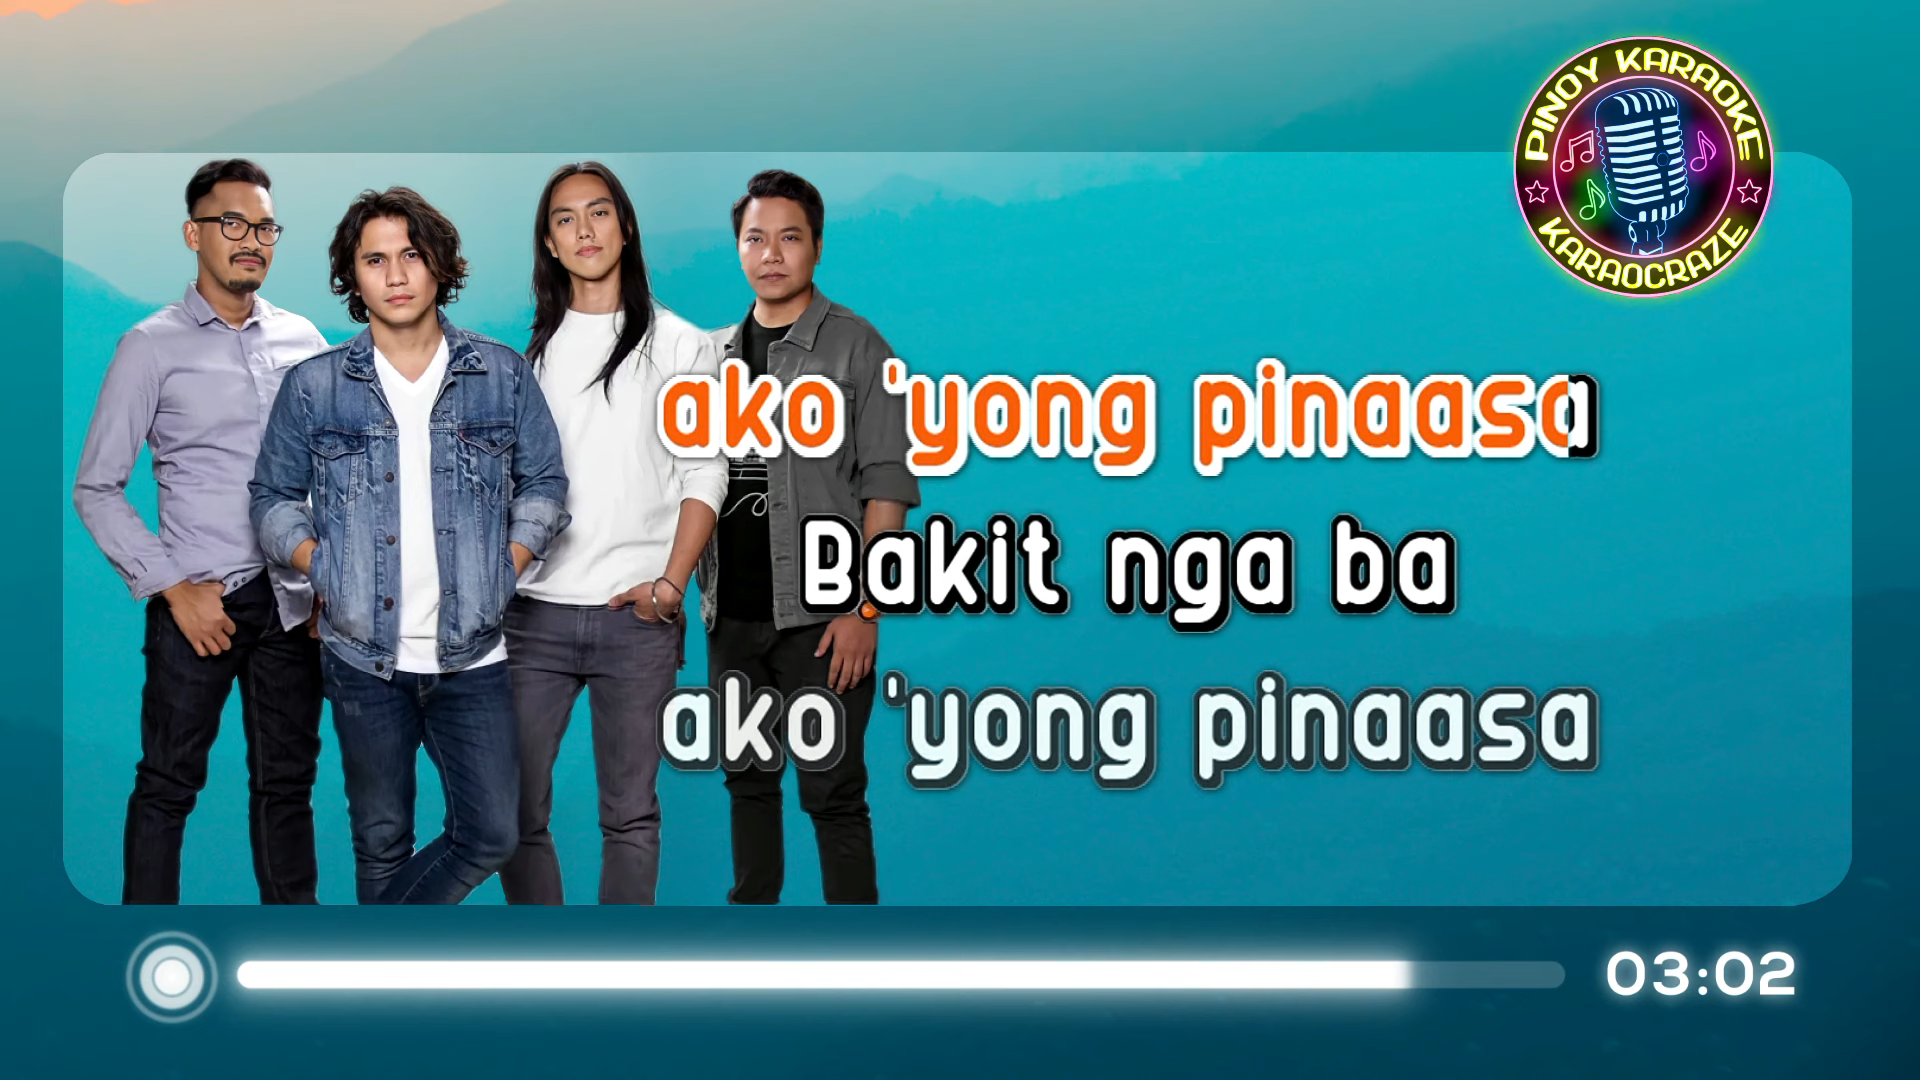 PINOY KARAOKE
KARAOCRAZE
ako 'yong pinaasa
Bakit nga ba
ako 'yong pinaasa
03:02